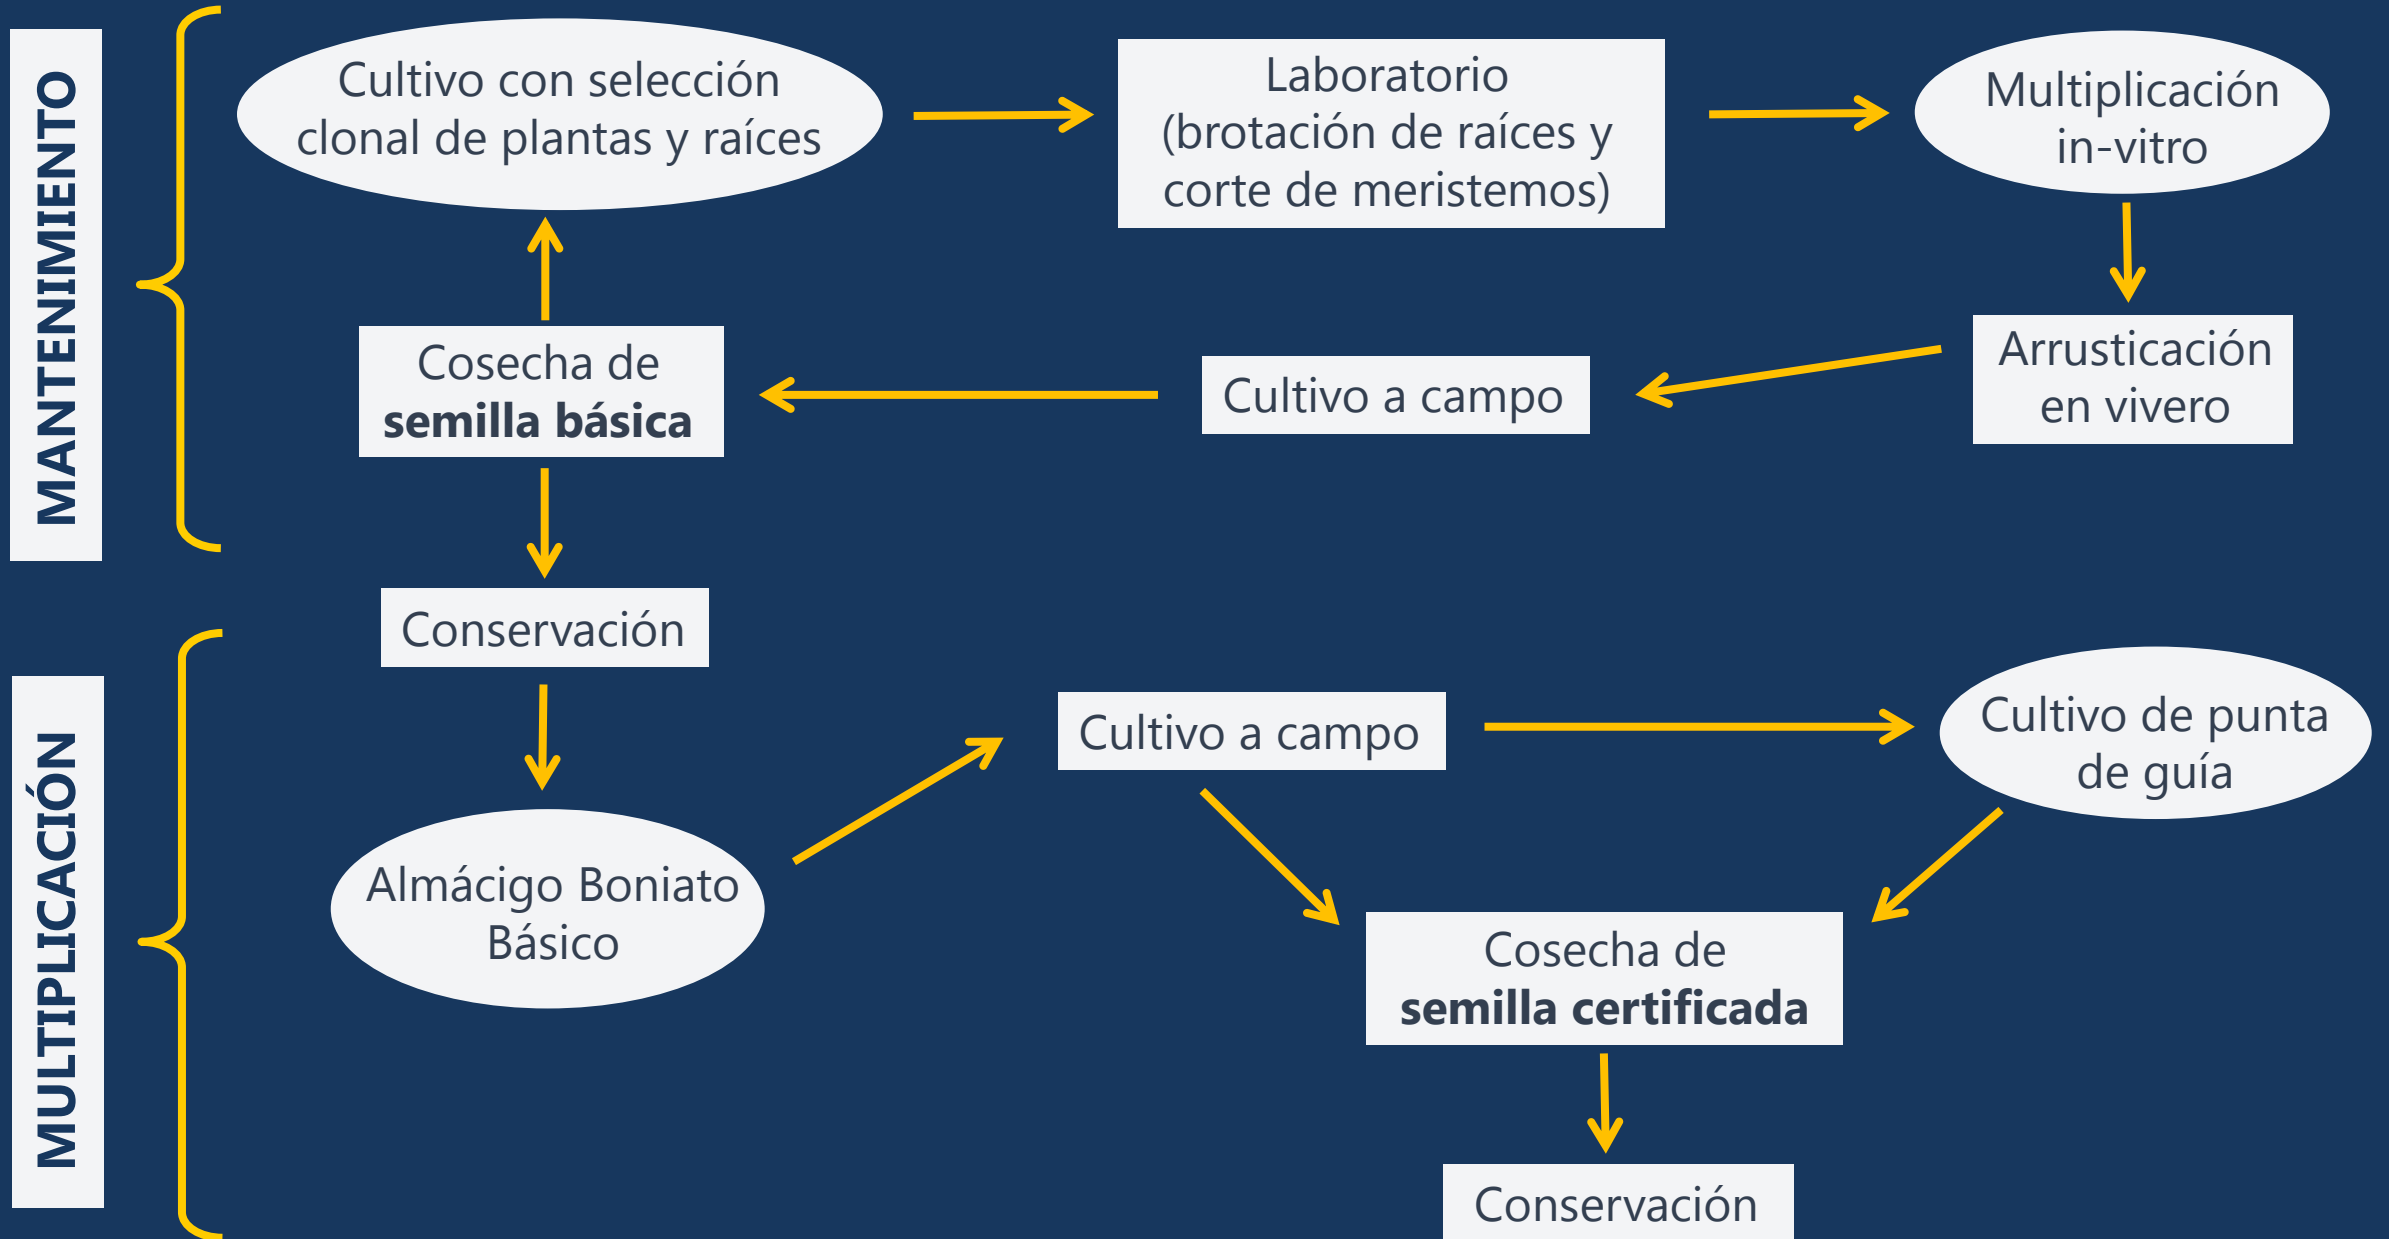 MANTENIMIENTO
Cultivo con selección
clonal de plantas y raíces
Laboratorio
(brotación de raíces y
corte de meristemos)
Multiplicación
in-vitro
Arrusticación
en vivero
Cultivo a campo
Cosecha de
semilla básica
Conservación
MULTIPLICACIÓN
Almácigo Boniato
Básico
Cultivo a campo
Cultivo de punta
de guía
Cosecha de
semilla certificada
Conservación